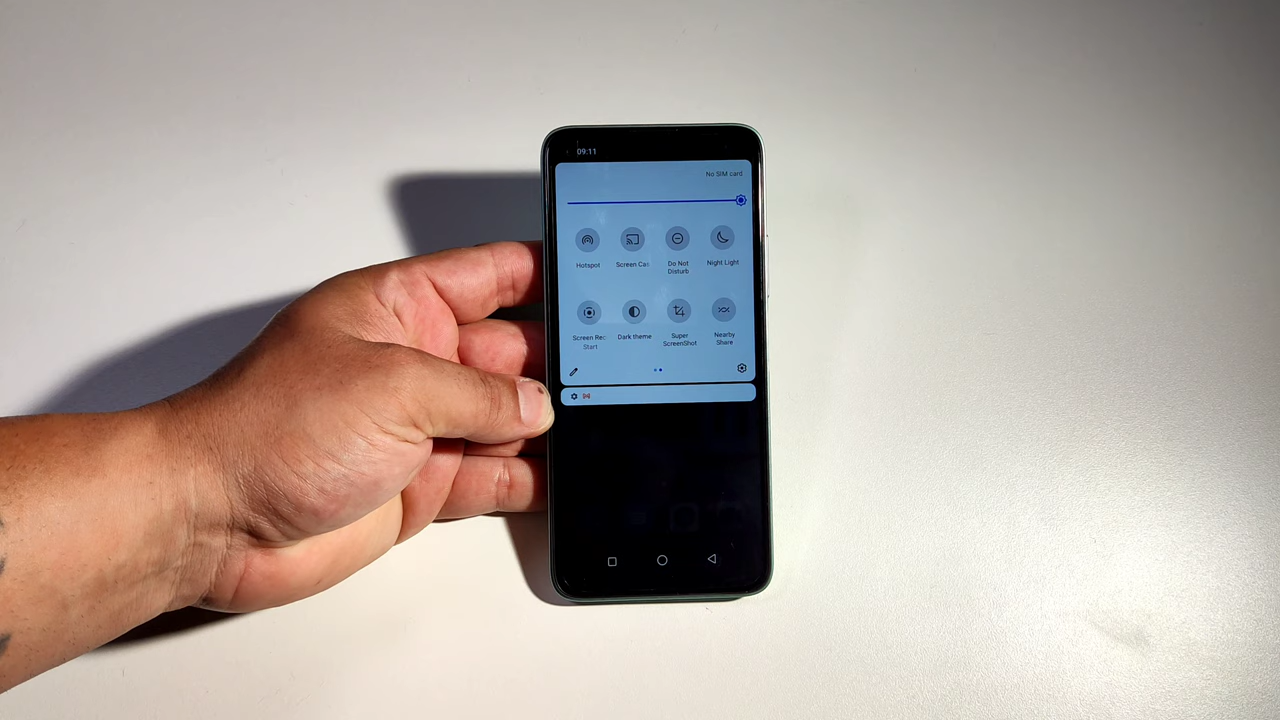 09:11
No SIM card
Hotspot
Screen Cas
Do Not
Disturb
Night Light
Screen Rec
Start
Dark theme
Super
ScreenShot
Nearby
Share